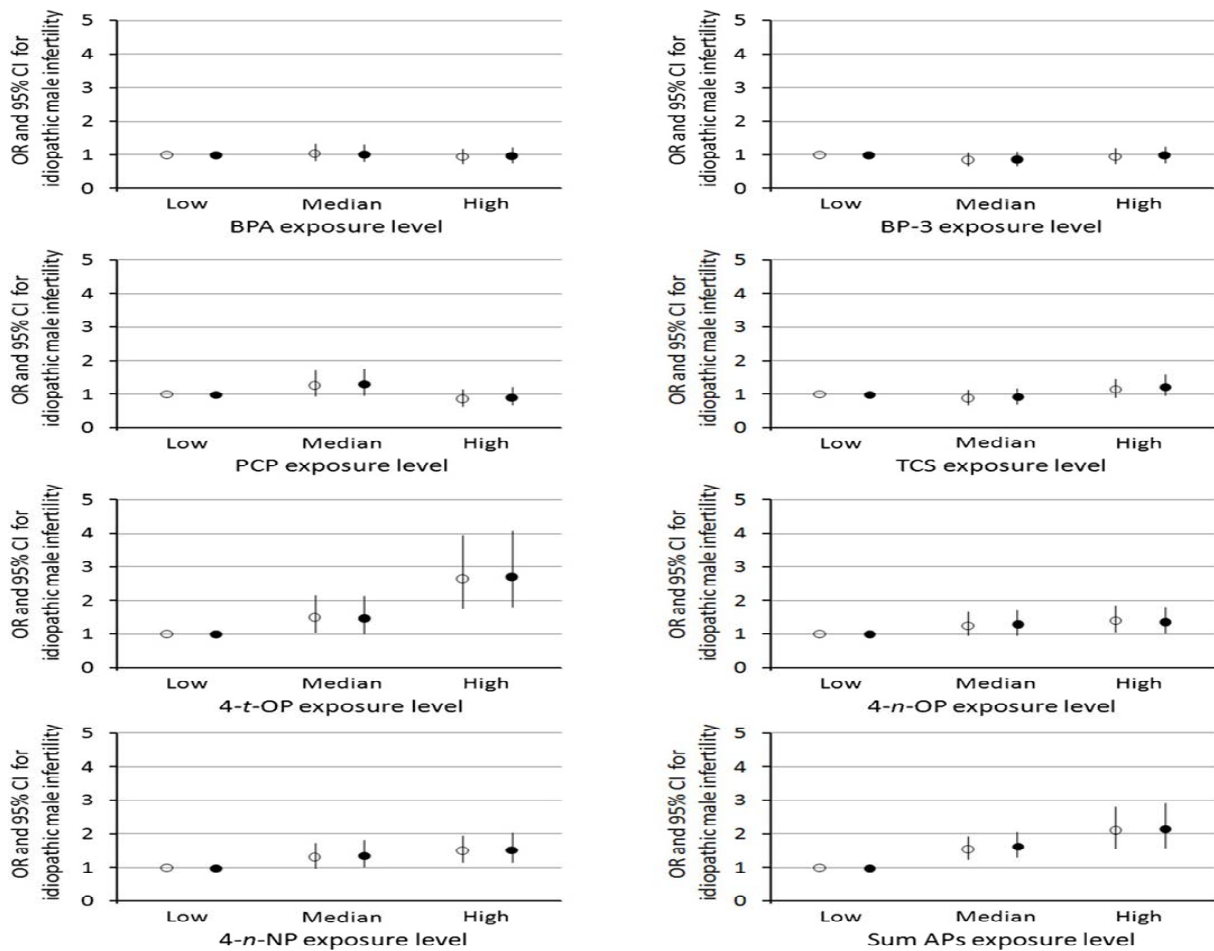 OR and 95% CI for
idiopathic male infertility
5
4
3
2
1
0
Low Median High
BPA exposure level
OR and 95% CI for
idiopathic male infertility
5
4
3
2
1
0
Low Median High
BP-3 exposure level
OR and 95% CI for
idiopathic male infertility
5
4
3
2
1
0
Low Median High
PCP exposure level
OR and 95% CI for
idiopathic male infertility
5
4
3
2
1
0
Low Median High
TCS exposure level
OR and 95% CI for
idiopathic male infertility
5
4
3
2
1
0
Low Median High
4-t-OP exposure level
OR and 95% CI for
idiopathic male infertility
5
4
3
2
1
0
Low Median High
4-n-OP exposure level
OR and 95% CI for
idiopathic male infertility
5
4
3
2
1
0
Low Median High
4-n-NP exposure level
OR and 95% CI for
idiopathic male infertility
5
4
3
2
1
0
Low Median High
Sum APs exposure level